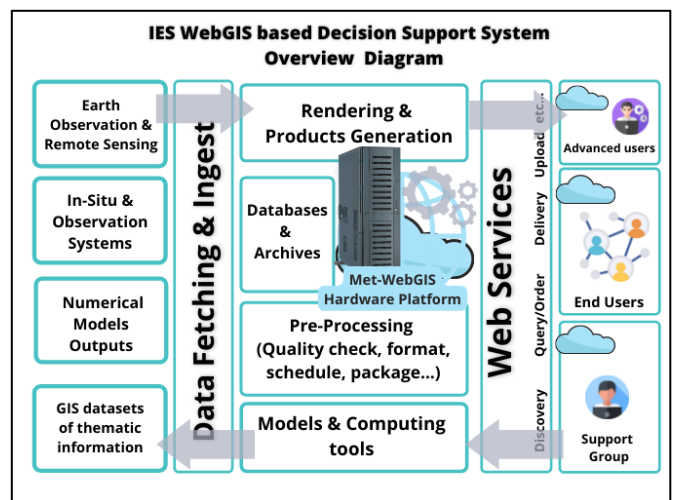 IES WebGIS based Decision Support System
Overview Diagram
Earth
Observation &
Remote Sensing
In-Situ &
Observation
Systems
Numerical
Models
Outputs
GIS datasets
of thematic
information
Data Fetching & Ingest
Rendering &
Products Generation
Databases
&
Archives
Met-WebGIS
Hardware Platform
Pre-Processing
(Quality check, format,
schedule, package...)
Models & Computing
tools
Web Services
Discovery Query/Order Delivery Upload etc...
Advanced users
End Users
Support
Group